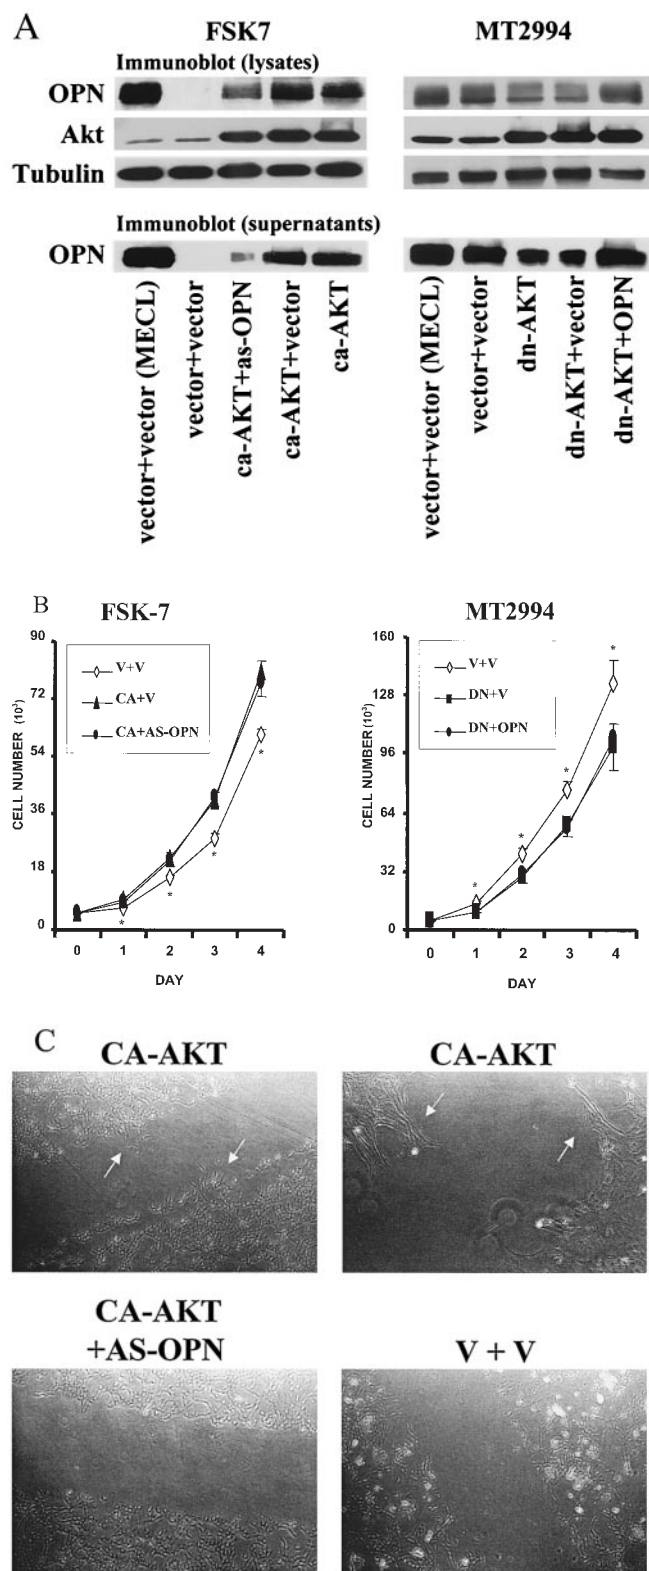 A
FSK7
MT2994
Immunoblot (lysates)
OPN
Akt
Tubulin
Immunoblot (supernatants)
OPN
vector+vector (MECL)
vector+vector
ca-AKT+as-OPN
ca-AKT+vector
ca-AKT
vector+vector (MECL)
vector+vector
dn-AKT
dn-AKT+vector
dn-AKT+OPN
B
FSK-7
MT2994
CELL NUMBER (10³)
90
72
54
36
18
0
V+V
CA+V
CA+AS-OPN
* * * *
0 1 2 3 4
DAY
CELL NUMBER (10³)
160
128
96
64
32
0
V+V
DN+V
DN+OPN
* * * *
0 1 2 3 4
DAY
C
CA-AKT
CA-AKT
CA-AKT
+AS-OPN
V + V